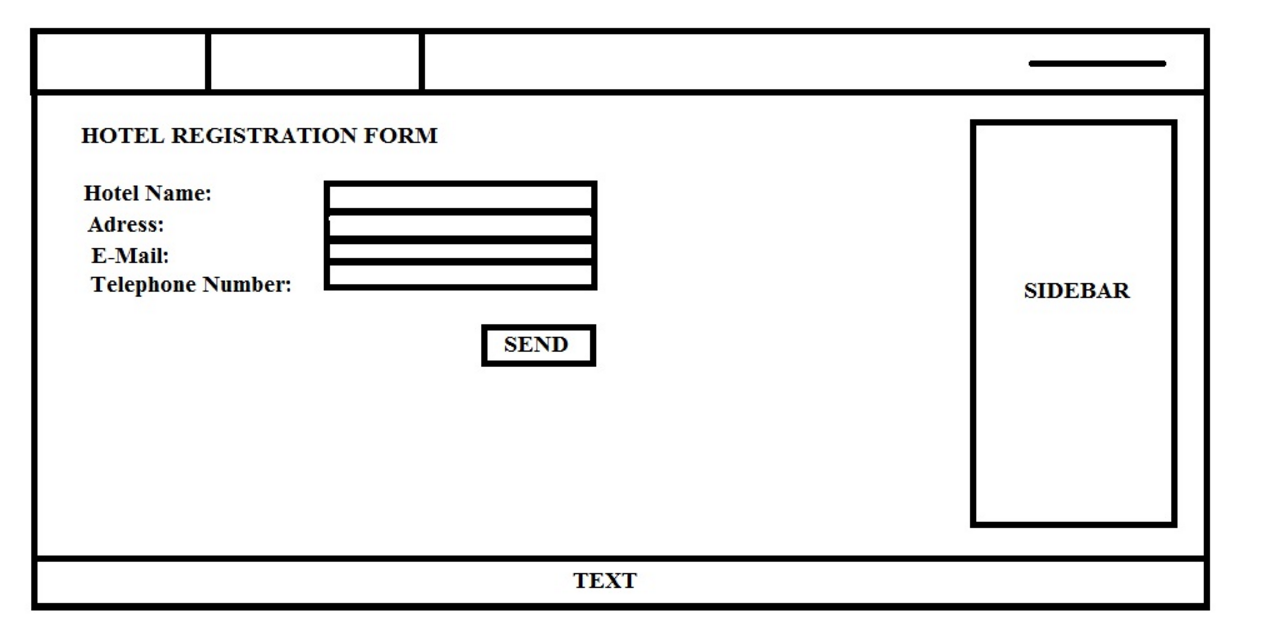 HOTEL REGISTRATION FORM
Hotel Name:
Adress:
E-Mail:
Telephone Number:
SEND
SIDEBAR
TEXT